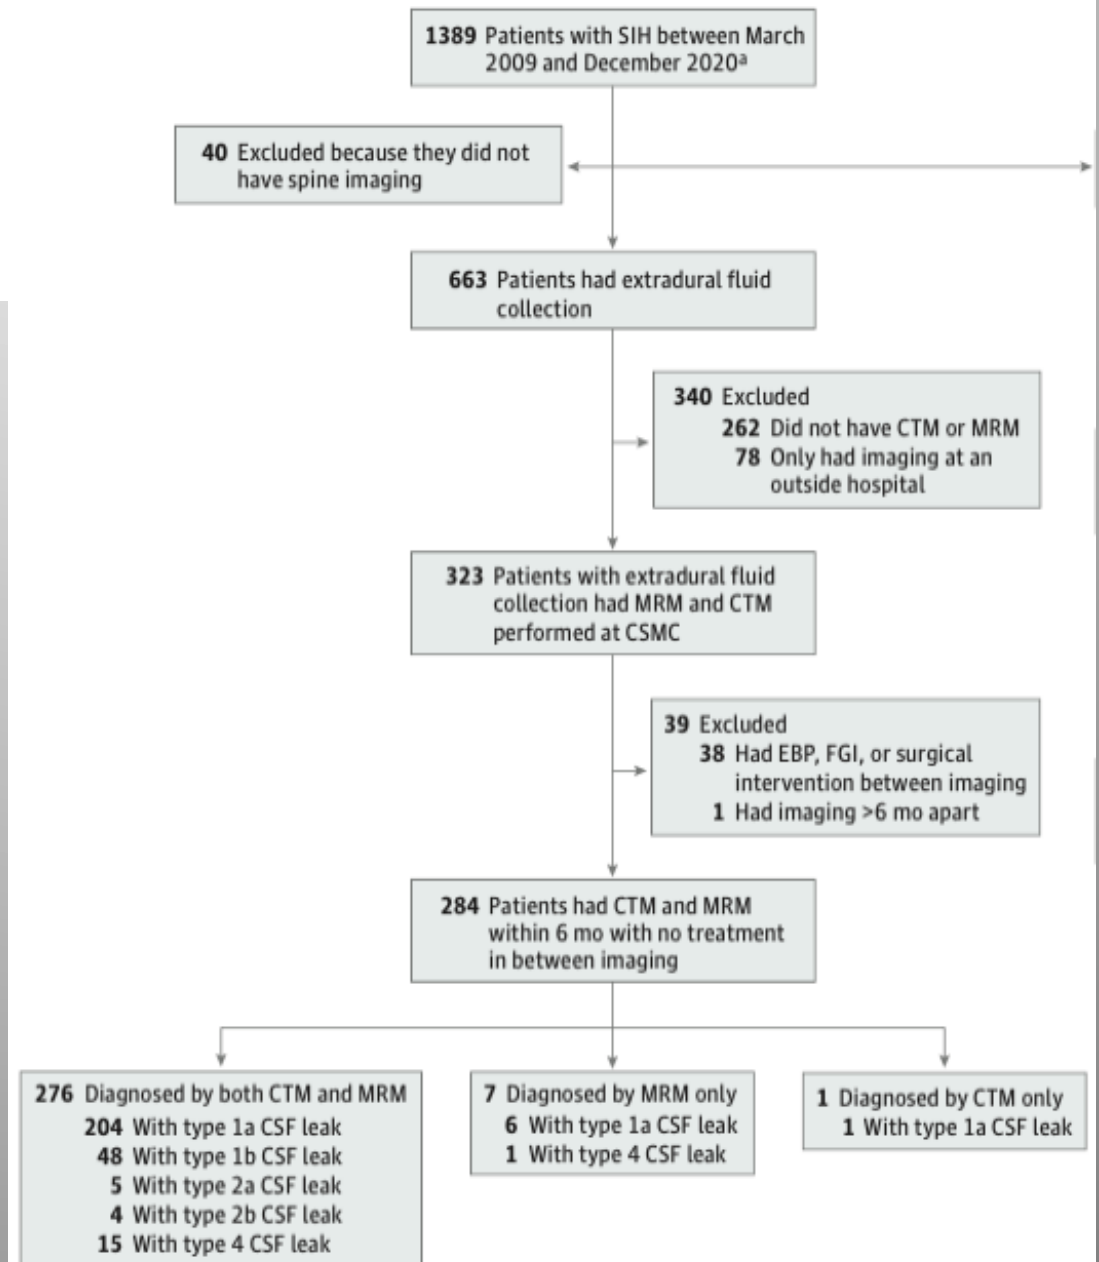 1389 Patients with SIH between March
2009 and December 2020ª
40 Excluded because they did not
have spine imaging
663 Patients had extradural fluid
collection
340 Excluded
262 Did not have CTM or MRM
78 Only had imaging at an
outside hospital
323 Patients with extradural fluid
collection had MRM and CTM
performed at CSMC
39 Excluded
38 Had EBP, FGI, or surgical
intervention between imaging
1 Had imaging >6 mo apart
284 Patients had CTM and MRM
within 6 mo with no treatment
in between imaging
276 Diagnosed by both CTM and MRM
204 With type 1a CSF leak
48 With type 1b CSF leak
5 With type 2a CSF leak
4 With type 2b CSF leak
15 With type 4 CSF leak
7 Diagnosed by MRM only
6 With type 1a CSF leak
1 With type 4 CSF leak
1 Diagnosed by CTM only
1 With type 1a CSF leak